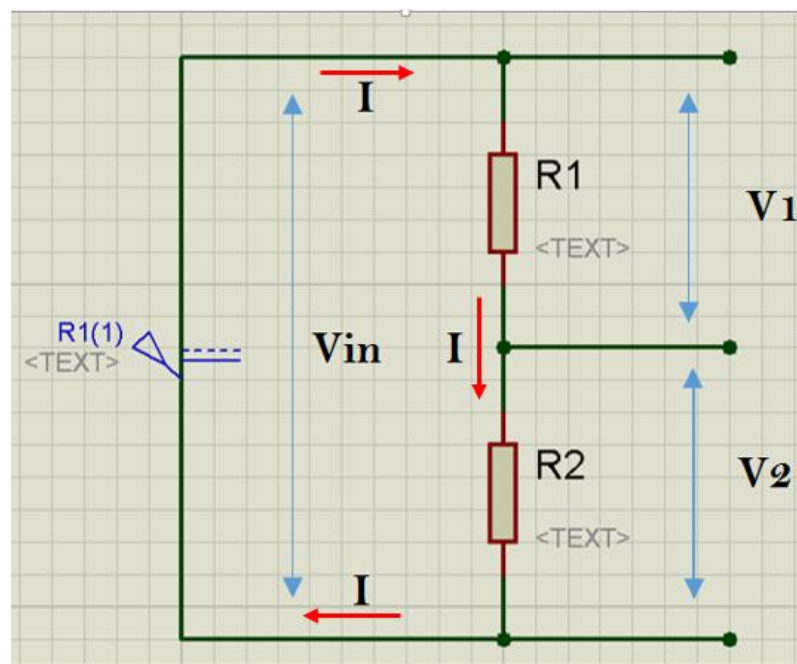 I
R1
<TEXT>
V1
R1(1)
<TEXT>
Vin
I
R2
<TEXT>
V2
I